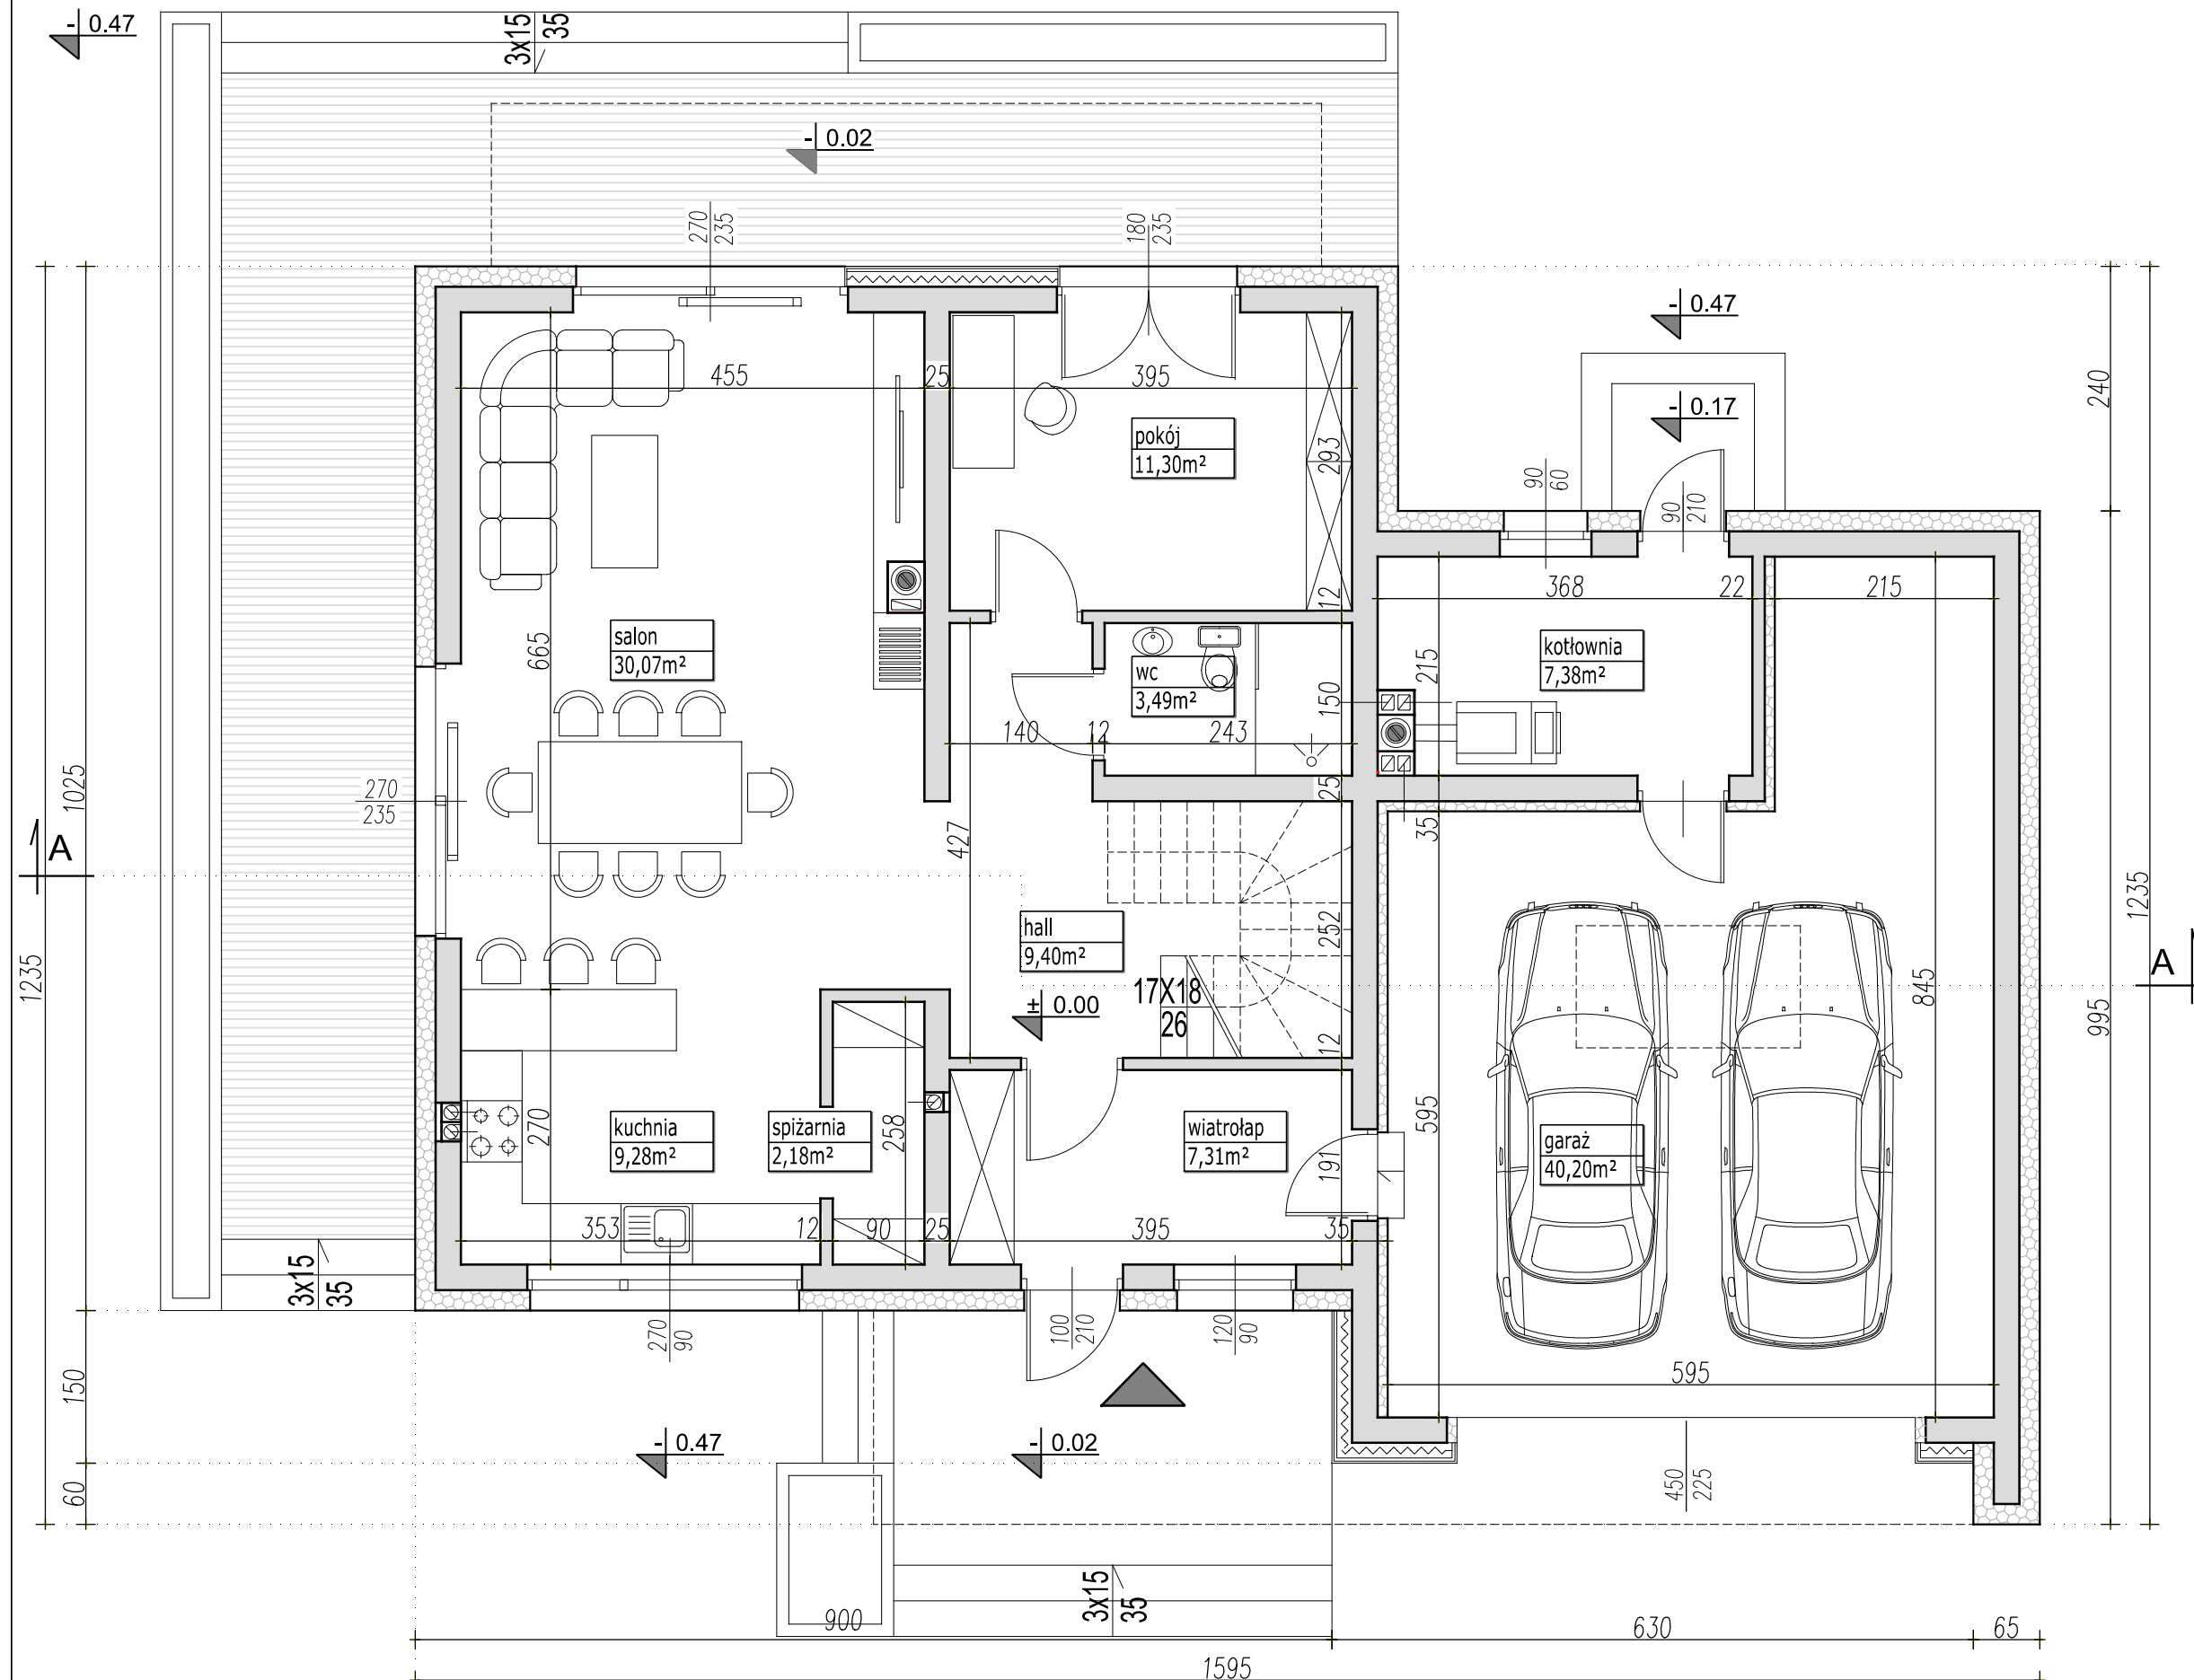 - 0.47
3x15
35
- 0.02
270
235
180
235
- 0.47
455
25
395
240
- 0.17
pokój
11,30m²
293
90
60
90
210
12
368
22
215
salon
30,07m²
665
wc
3,49m²
kotłownia
7,38m²
215
150
140
12
243
1025
270
235
25
35
427
A
1235
hall
9,40m²
252
845
A
1235
17X18
26
± 0.00
995
12
595
kuchnia
9,28m²
270
spiżarnia
2,18m²
258
wiatrołap
7,31m²
191
garaż
40,20m²
353
12
90
25
395
35
3x15
35
270
90
100
210
120
90
595
150
- 0.47
- 0.02
450
225
60
3x15
35
900
630
65
1595